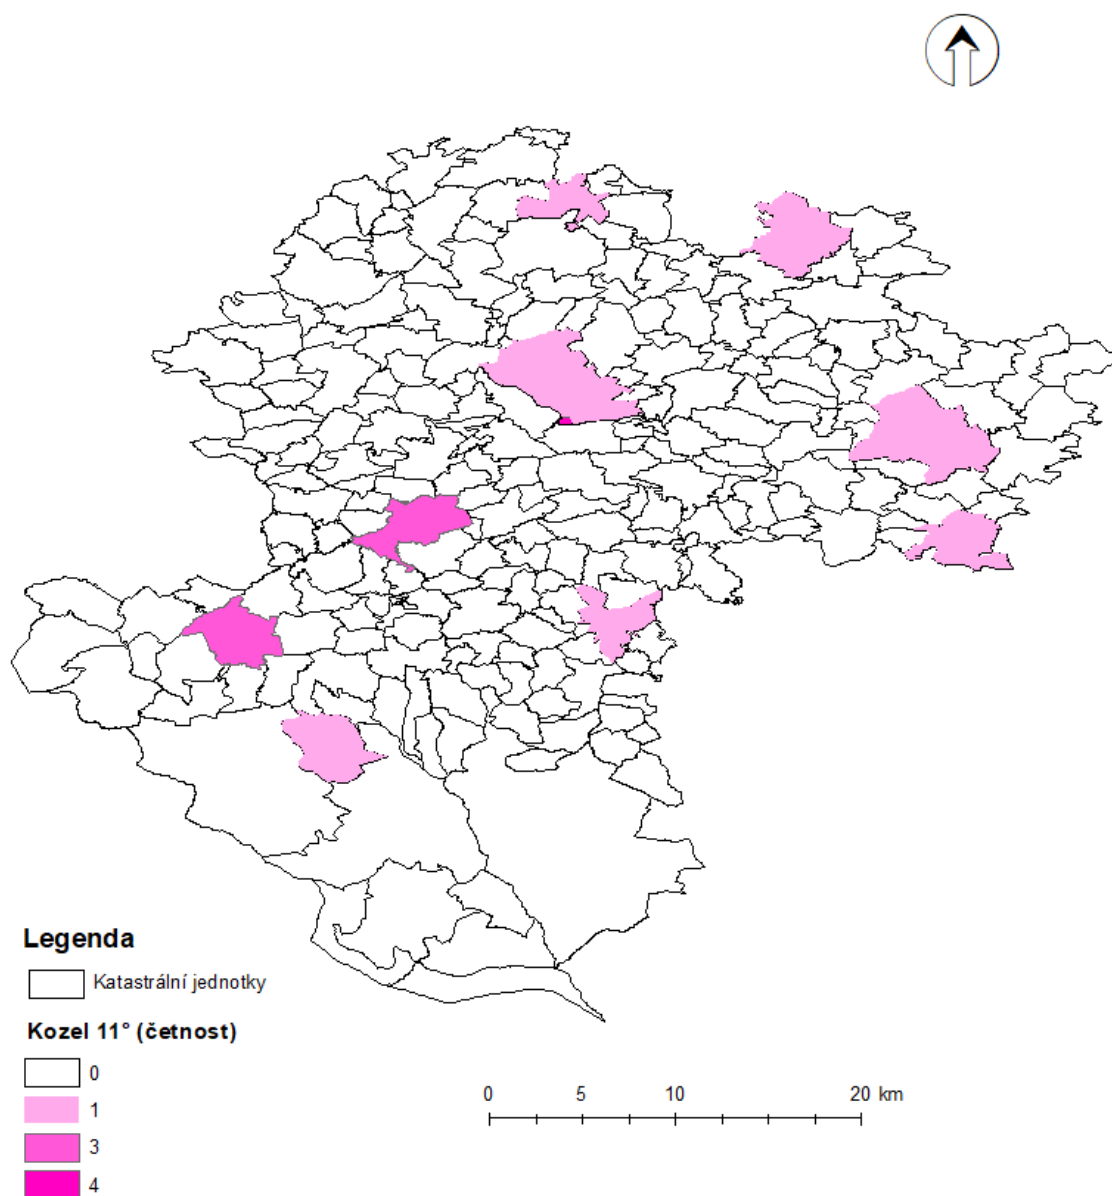 Legenda
Katastrální jednotky
Kozel 11° (četnost)
0
1
3
4
0 5 10 20 km